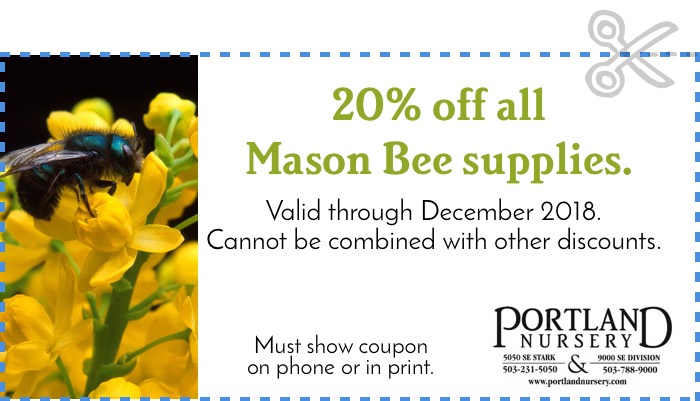 20% off all
Mason Bee supplies.
Valid through December 2018.
Cannot be combined with other discounts.
Must show coupon
on phone or in print.
PORTLAND
NURSERY
5050 SE STARK & 9000 SE DIVISION
503-231-5050 503-788-9000
www.portlandnursery.com